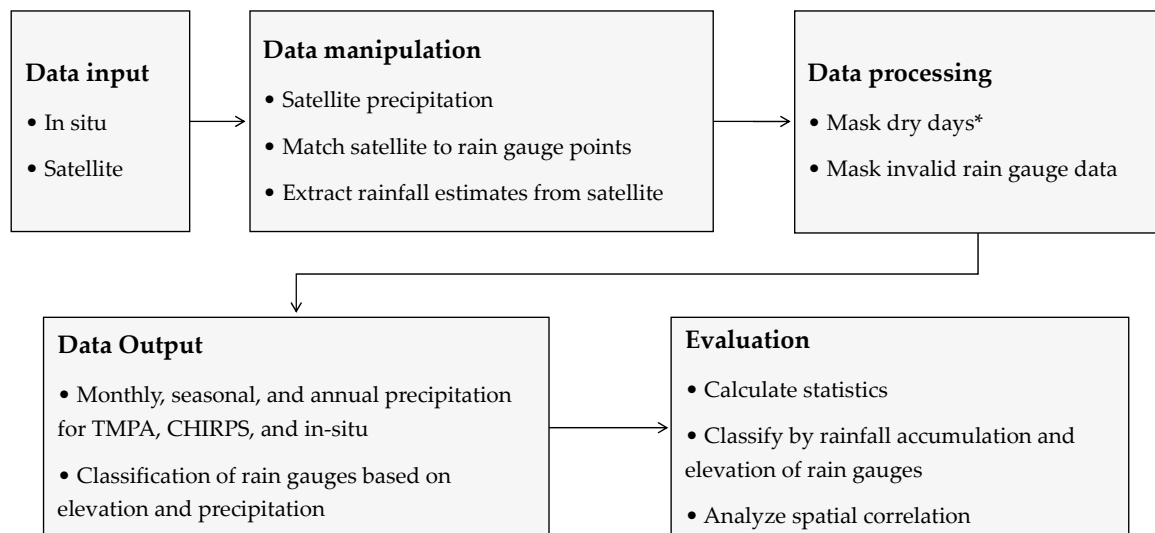 Data input
• In situ
• Satellite
Data manipulation
• Satellite precipitation
• Match satellite to rain gauge points
• Extract rainfall estimates from satellite
Data processing
• Mask dry days*
• Mask invalid rain gauge data
Data Output
• Monthly, seasonal, and annual precipitation
for TMPA, CHIRPS, and in-situ
• Classification of rain gauges based on
elevation and precipitation
Evaluation
• Calculate statistics
• Classify by rainfall accumulation and
elevation of rain gauges
• Analyze spatial correlation